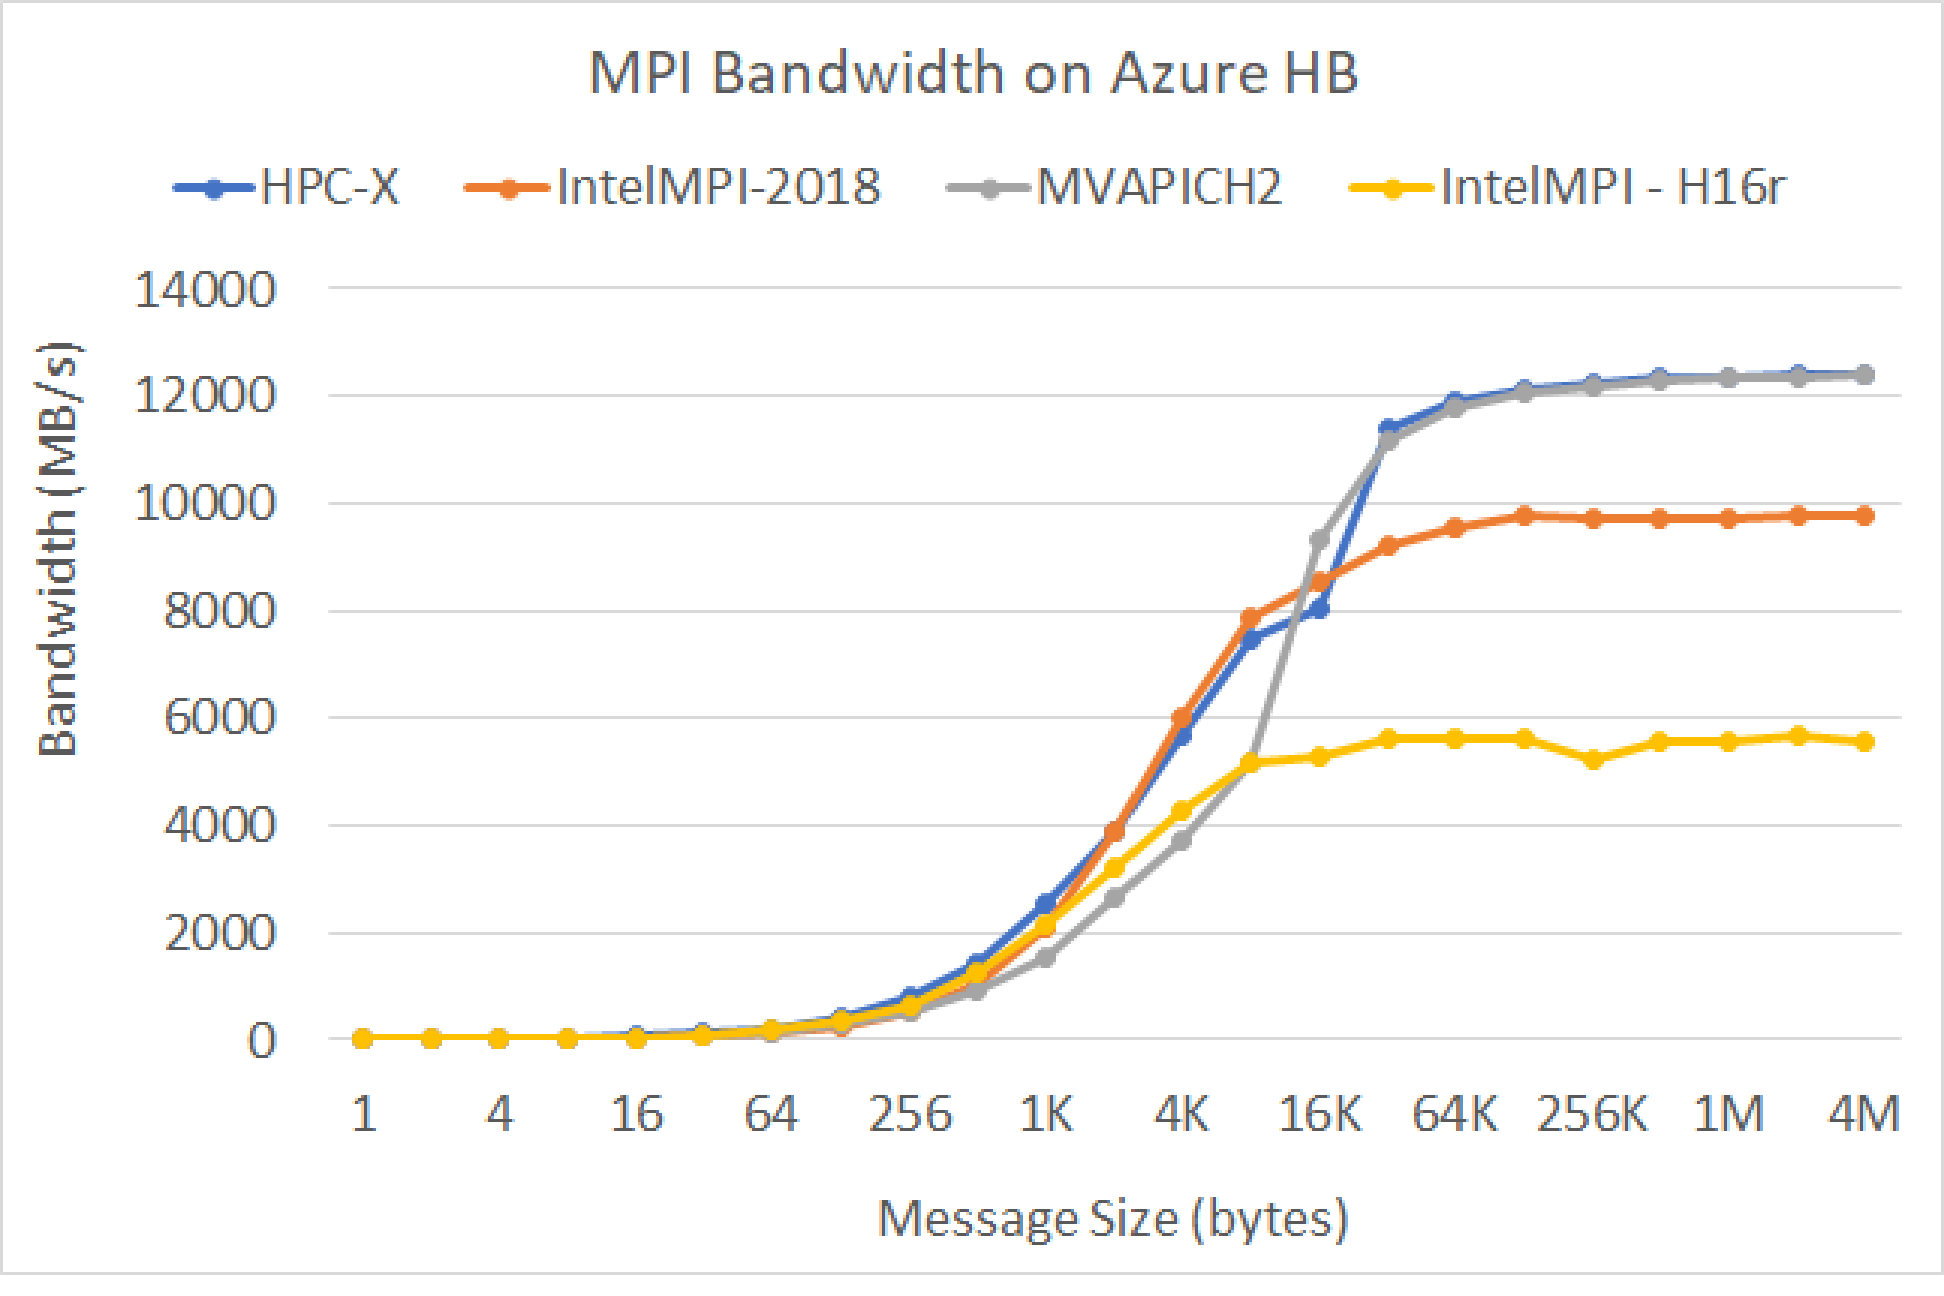 MPI Bandwidth on Azure HB
HPC-X IntelMPI-2018 MVAPICH2 IntelMPI - H16r
14000
12000
10000
8000
6000
4000
2000
0
Bandwidth (MB/s)
1 4 16 64 256 1K 4K 16K 64K 256K 1M 4M
Message Size (bytes)